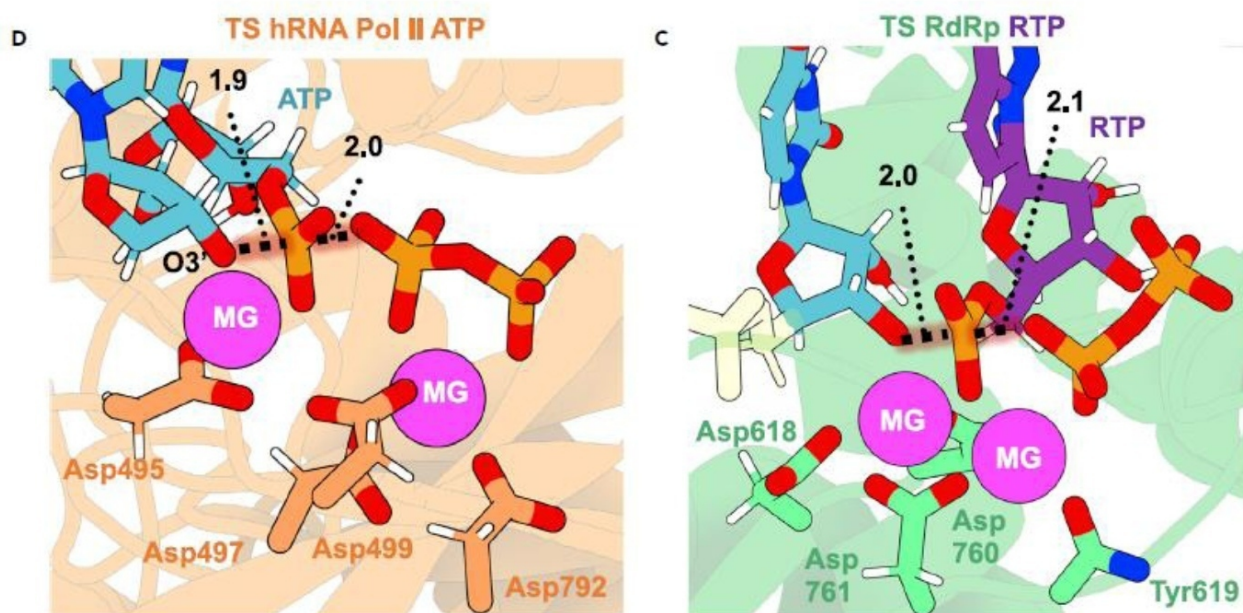 D
TS hRNA Pol II ATP
1.9
ATP
2.0
O3'
MG
MG
Asp495
Asp497
Asp499
Asp792
C
TS RdRp RTP
2.1
RTP
2.0
MG
MG
Asp618
Asp
761
Asp
760
Tyr619